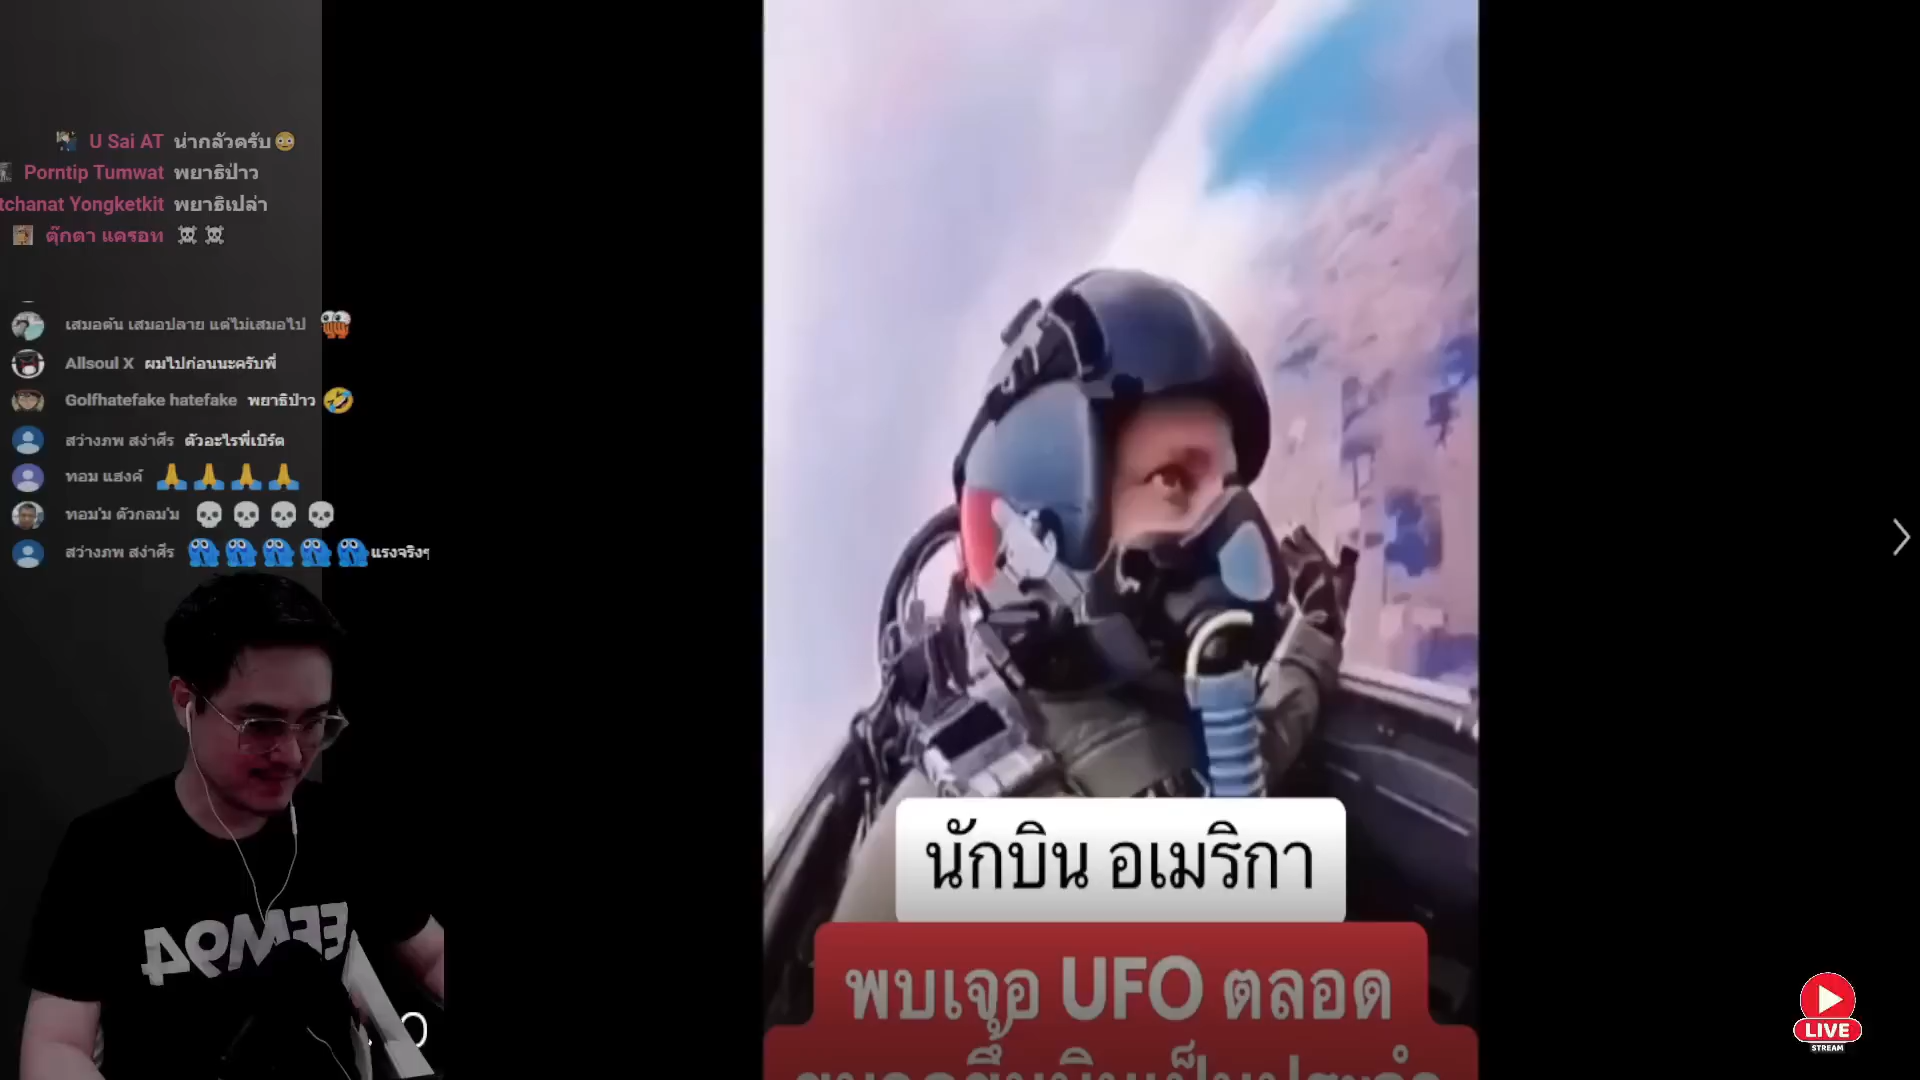 U Sai AT น่ากลัวครับ
Porntip Tumwat พยาธิป่าว
tchanat Yongketkit พยาธิเปล่า
ตุ๊กตา แครอท
เสมอต้น เสมอปลาย แต่ไม่เสมอไป
Allsoul X ผมไปก่อนนะครับพี่
Golfhatefake hatefake พยาธิป่าว
สว่างภพ สง่าศีร ตัวอะไรพี่เบิร์ด
ทอม แฮงค์
ทอม'ม ตัวกลม'ม
สว่างภพ สง่าศีร แรงจริงๆ
นักบิน อเมริกา
พบเจอ UFO ตลอด
LIVE
STREAM